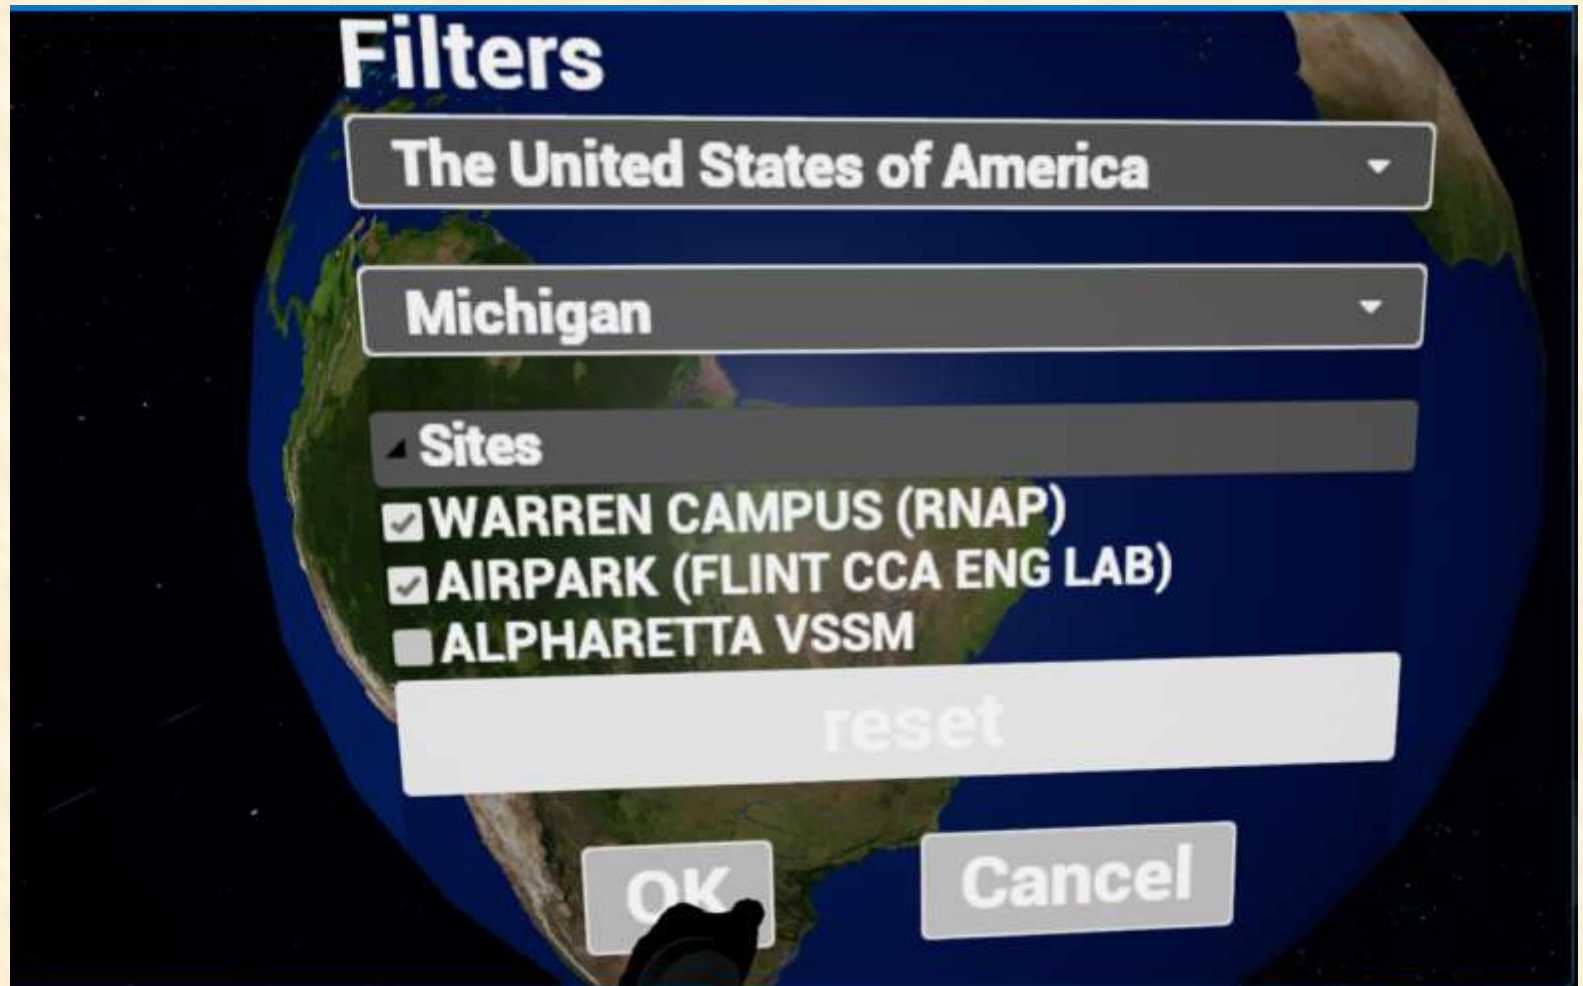 Filters
The United States of America
Michigan
Sites
WARREN CAMPUS (RNAP)
AIRPARK (FLINT CCA ENG LAB)
ALPHARETTA VSSM
reset
OK
Cancel